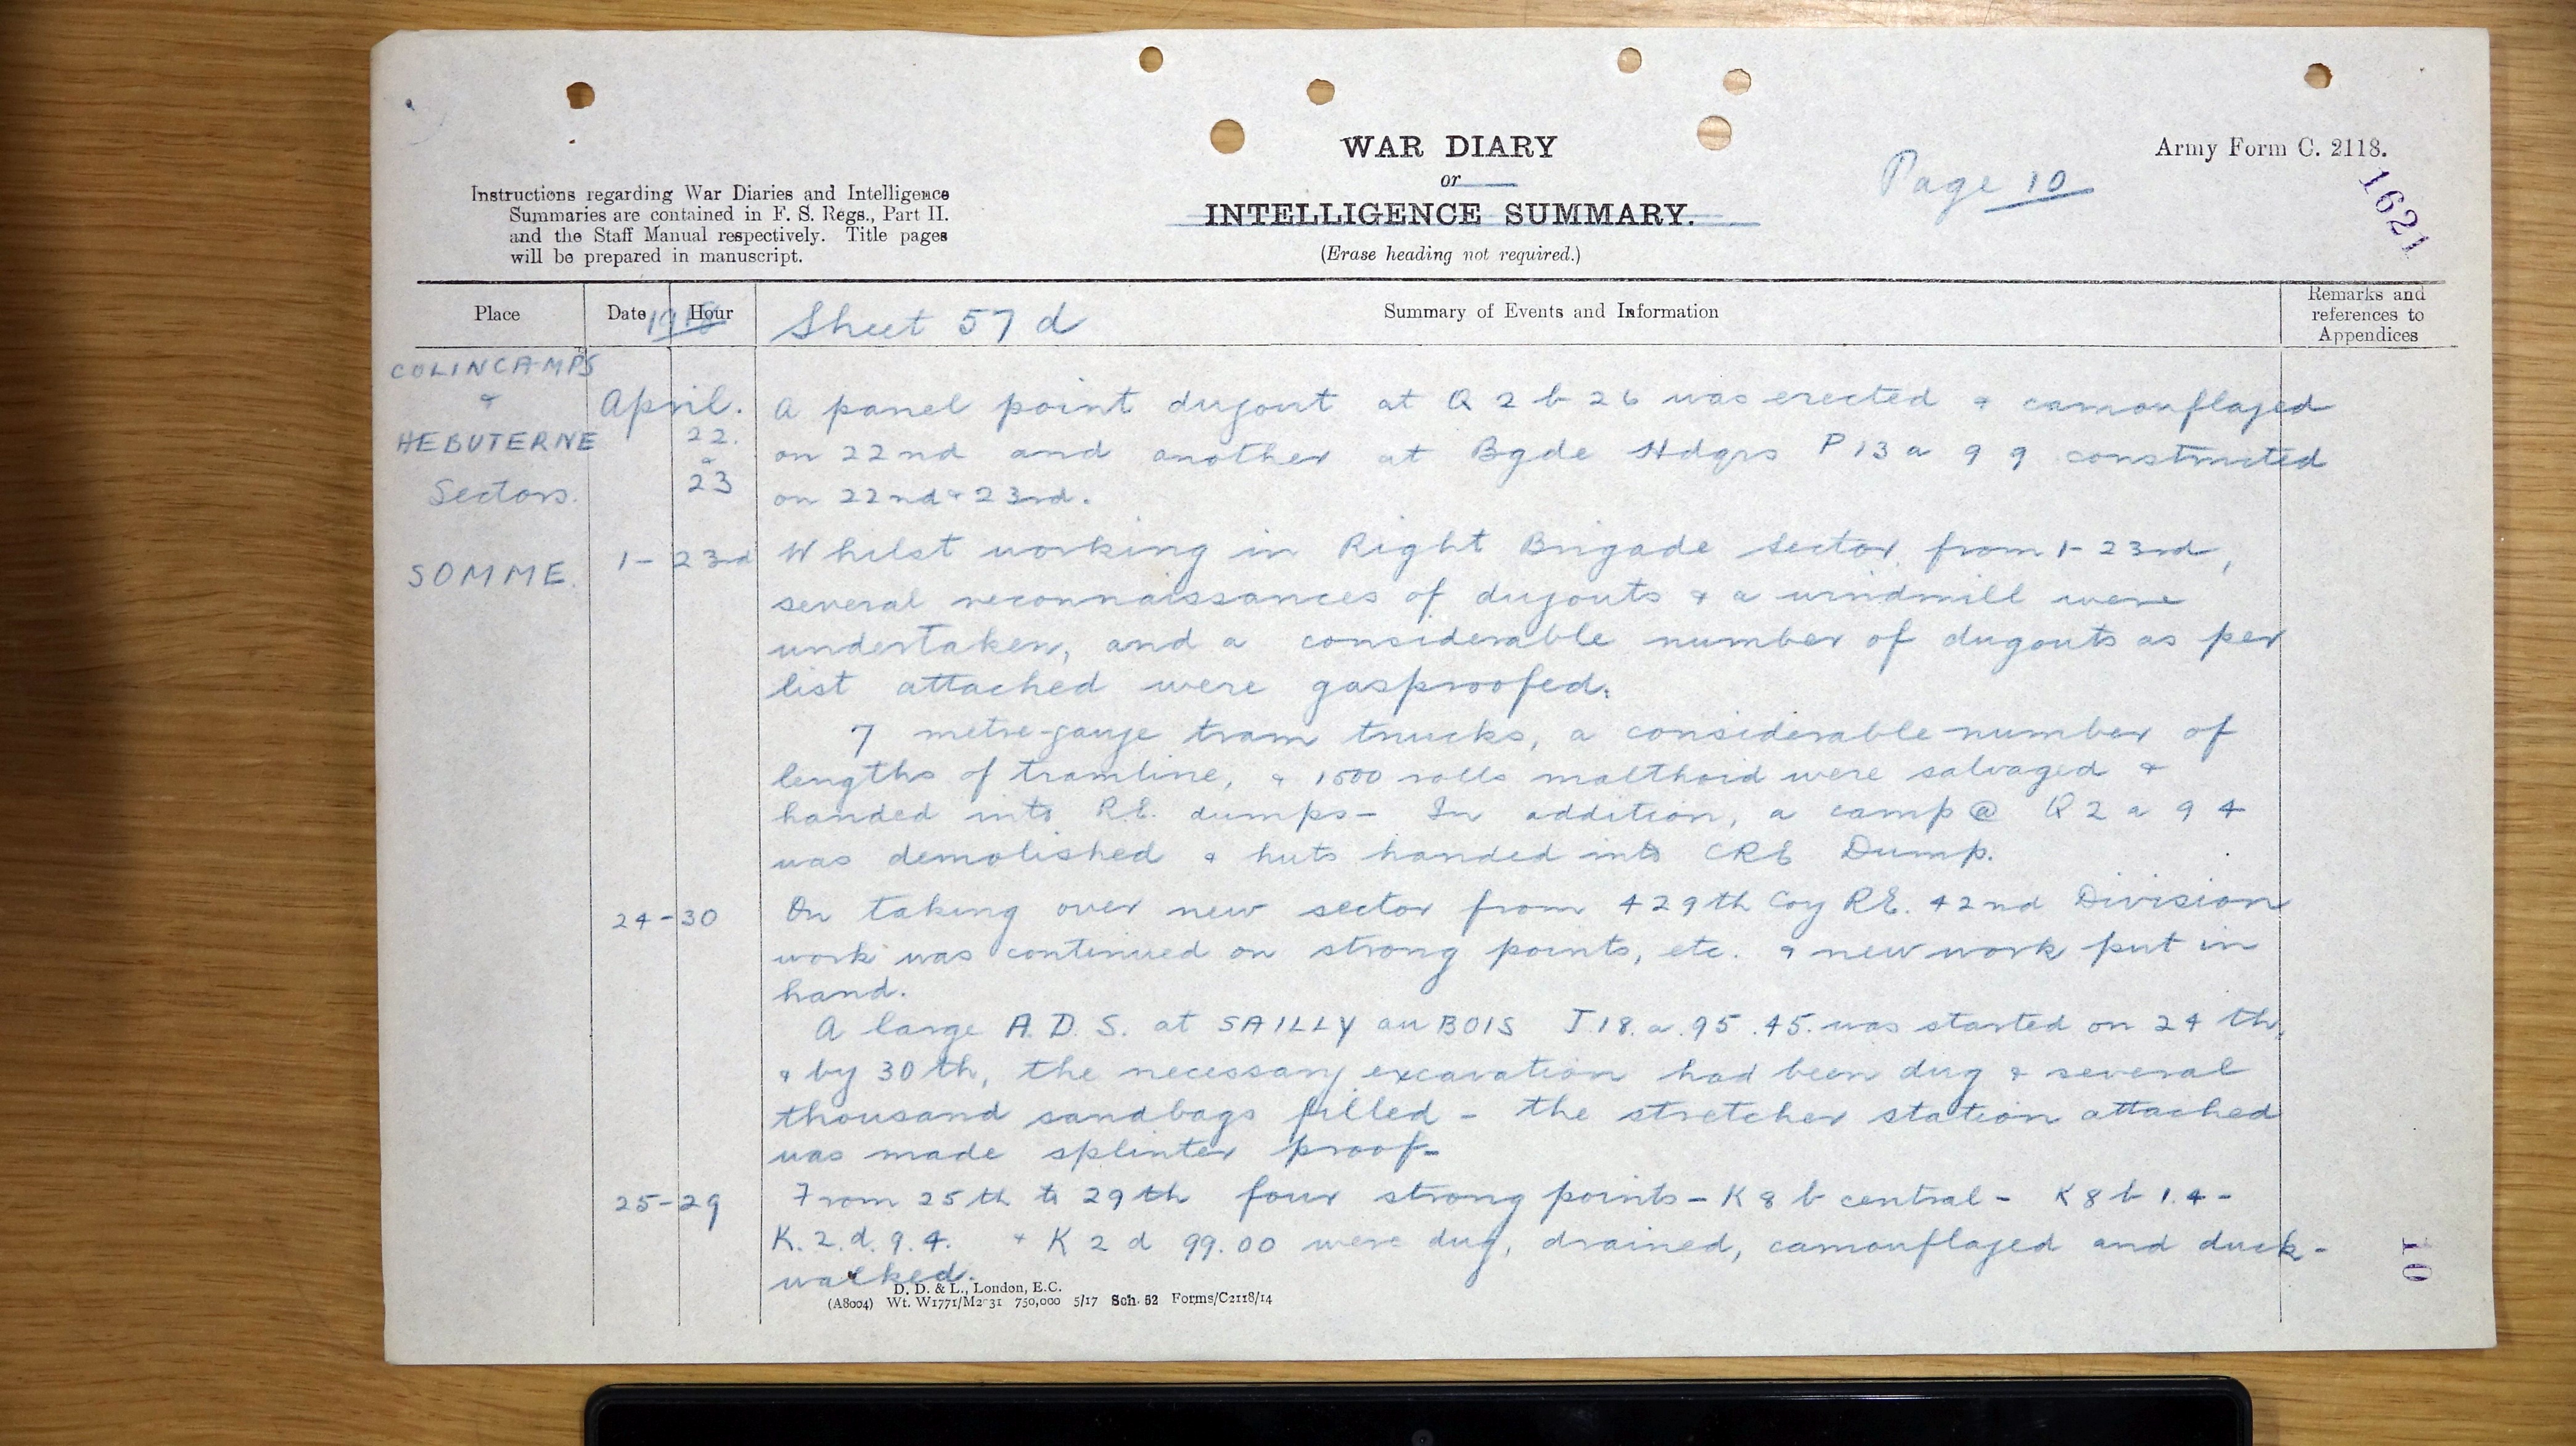 WAR DIARY
or
INTELLIGENCE SUMMARY.
(Erase heading not required.)
Instructions regarding War Diaries and Intelligence
Summaries are contained in F. S. Regs., Part II.
and the Staff Manual respectively. Title pages
will be prepared in manuscript.
Page 10
Army Form C. 2118.
1621
Place
Date 1918 Hour
Sheet 57 d
Summary of Events and Information
Remarks and
references to
Appendices
COLINCAMPS
&
HEBUTERNE
Sectors.
SOMME.
April.
22.
&
23
A panel point dugout at Q 2 b 26 was erected & camouflajed
on 22nd and another at Bgde Hdqrs P 13 a 9 9 constructed
on 22nd & 23rd.
1 - 23rd
Whilst working in Right Brigade sector from 1 - 23rd,
several reconnaissances of dugouts & a windmill were
undertaken, and a considerable number of dugouts as per
list attached were gasproofed.
7 metre-gauje tram trucks, a considerable number of
lengths of tramline, & 1500 rolls malthoid were salvaged &
handed into R.E. dumps - In addition, a camp @ Q 2 a 9 4
was demolished & huts handed into CRE Dump.
24-30
On taking over new sector from 429th Coy R.E. 42nd Division
work was continued on strong points, etc. & new work put in
hand.
A large A.D.S. at SAILLY au BOIS J.18.a.95.45. was started on 24th,
& by 30th, the necessary excavation had been dug & several
thousand sandbags filled - the stretcher station attached
was made splinter proof -
25-29
From 25th to 29th four strong points - K 8 b central - K 8 b 1.4 -
K.2.d.9.4. & K 2 d 99.00 were dug, drained, camouflajed and duck-
walked.
D. D. & L., London, E.C.
(A8004) Wt. W1771/M2031 750,000 5/17 Sch. 52 Forms/C2118/14
10